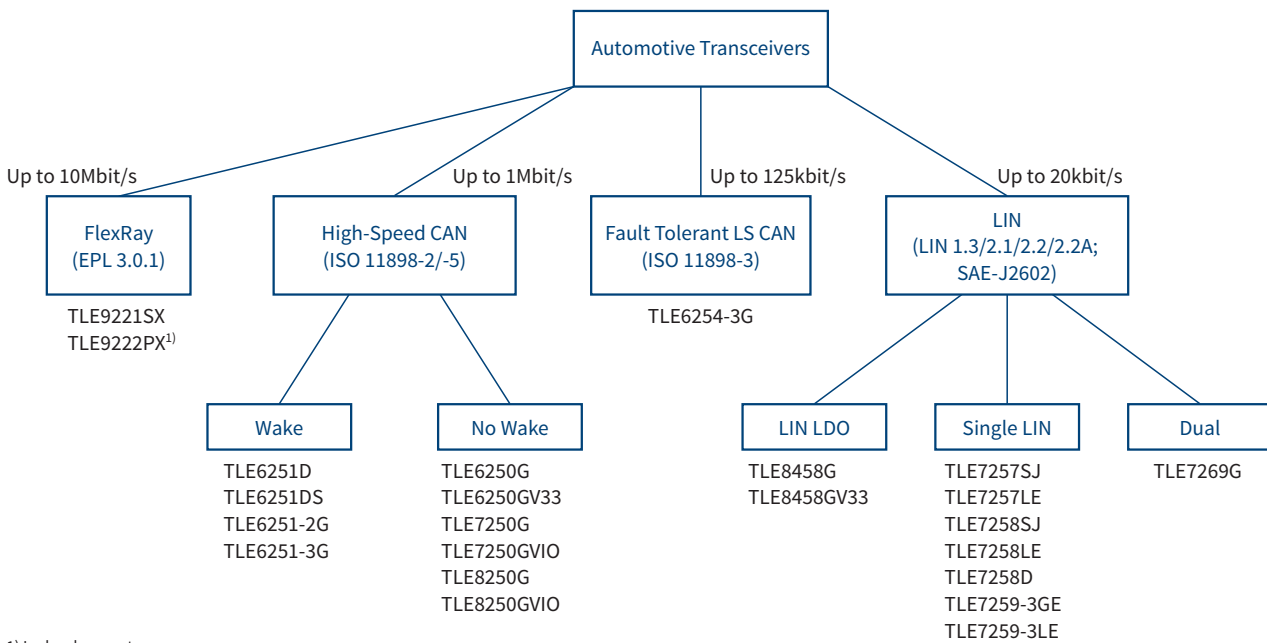 Automotive Transceivers
Up to 10Mbit/s
Up to 1Mbit/s
Up to 125kbit/s
Up to 20kbit/s
FlexRay
(EPL 3.0.1)
High-Speed CAN
(ISO 11898-2/-5)
Fault Tolerant LS CAN
(ISO 11898-3)
LIN
(LIN 1.3/2.1/2.2/2.2A;
SAE-J2602)
TLE9221SX
TLE9222PX1)
TLE6254-3G
Wake
TLE6251D
TLE6251DS
TLE6251-2G
TLE6251-3G
No Wake
TLE6250G
TLE6250GV33
TLE7250G
TLE7250GVIO
TLE8250G
TLE8250GVIO
LIN LDO
TLE8458G
TLE8458GV33
Single LIN
TLE7257SJ
TLE7257LE
TLE7258SJ
TLE7258LE
TLE7258D
TLE7259-3GE
TLE7259-3LE
Dual
TLE7269G